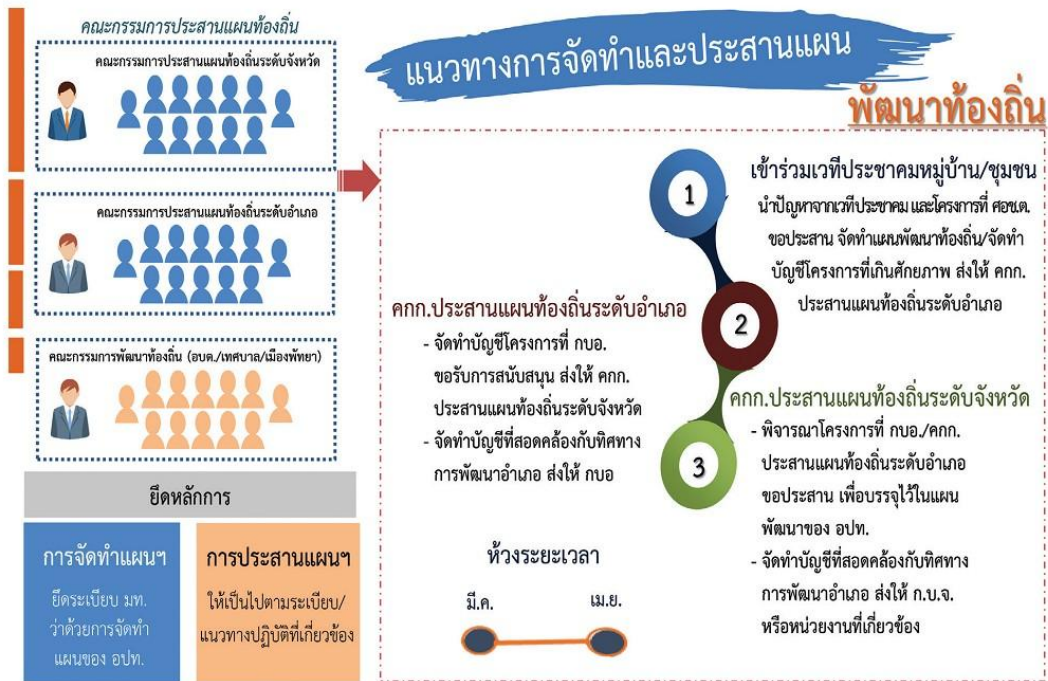 คณะกรรมการประสานแผนท้องถิ่น
คณะกรรมการประสานแผนท้องถิ่นระดับจังหวัด
คณะกรรมการประสานแผนท้องถิ่นระดับอำเภอ
คณะกรรมการพัฒนาท้องถิ่น (อบต./เทศบาล/เมืองพัทยา)
ยึดหลักการ
การจัดทำแผนฯ
ยึดระเบียบ มท.
ว่าด้วยการจัดทำ
แผนของ อปท.
การประสานแผนฯ
ให้เป็นไปตามระเบียบ/
แนวทางปฏิบัติที่เกี่ยวข้อง
แนวทางการจัดทำและประสานแผน
พัฒนาท้องถิ่น
1
เข้าร่วมเวทีประชาคมหมู่บ้าน/ชุมชน
นำปัญหาจากเวทีประชาคม และโครงการที่ ศอช.ต.
ขอประสาน จัดทำแผนพัฒนาท้องถิ่น/จัดทำ
บัญชีโครงการที่เกินศักยภาพ ส่งให้ คกก.
ประสานแผนท้องถิ่นระดับอำเภอ
2
คกก.ประสานแผนท้องถิ่นระดับอำเภอ
- จัดทำบัญชีโครงการที่ กบอ.
ขอรับการสนับสนุน ส่งให้ คกก.
ประสานแผนท้องถิ่นระดับจังหวัด
- จัดทำบัญชีที่สอดคล้องกับทิศทาง
การพัฒนาอำเภอ ส่งให้ กบอ
3
คกก.ประสานแผนท้องถิ่นระดับจังหวัด
- พิจารณาโครงการที่ กบอ./คกก.
ประสานแผนท้องถิ่นระดับอำเภอ
ขอประสาน เพื่อบรรจุไว้ในแผน
พัฒนาของ อปท.
- จัดทำบัญชีที่สอดคล้องกับทิศทาง
การพัฒนาอำเภอ ส่งให้ ก.บ.จ.
หรือหน่วยงานที่เกี่ยวข้อง
ห้วงระยะเวลา
มี.ค.
เม.ย.